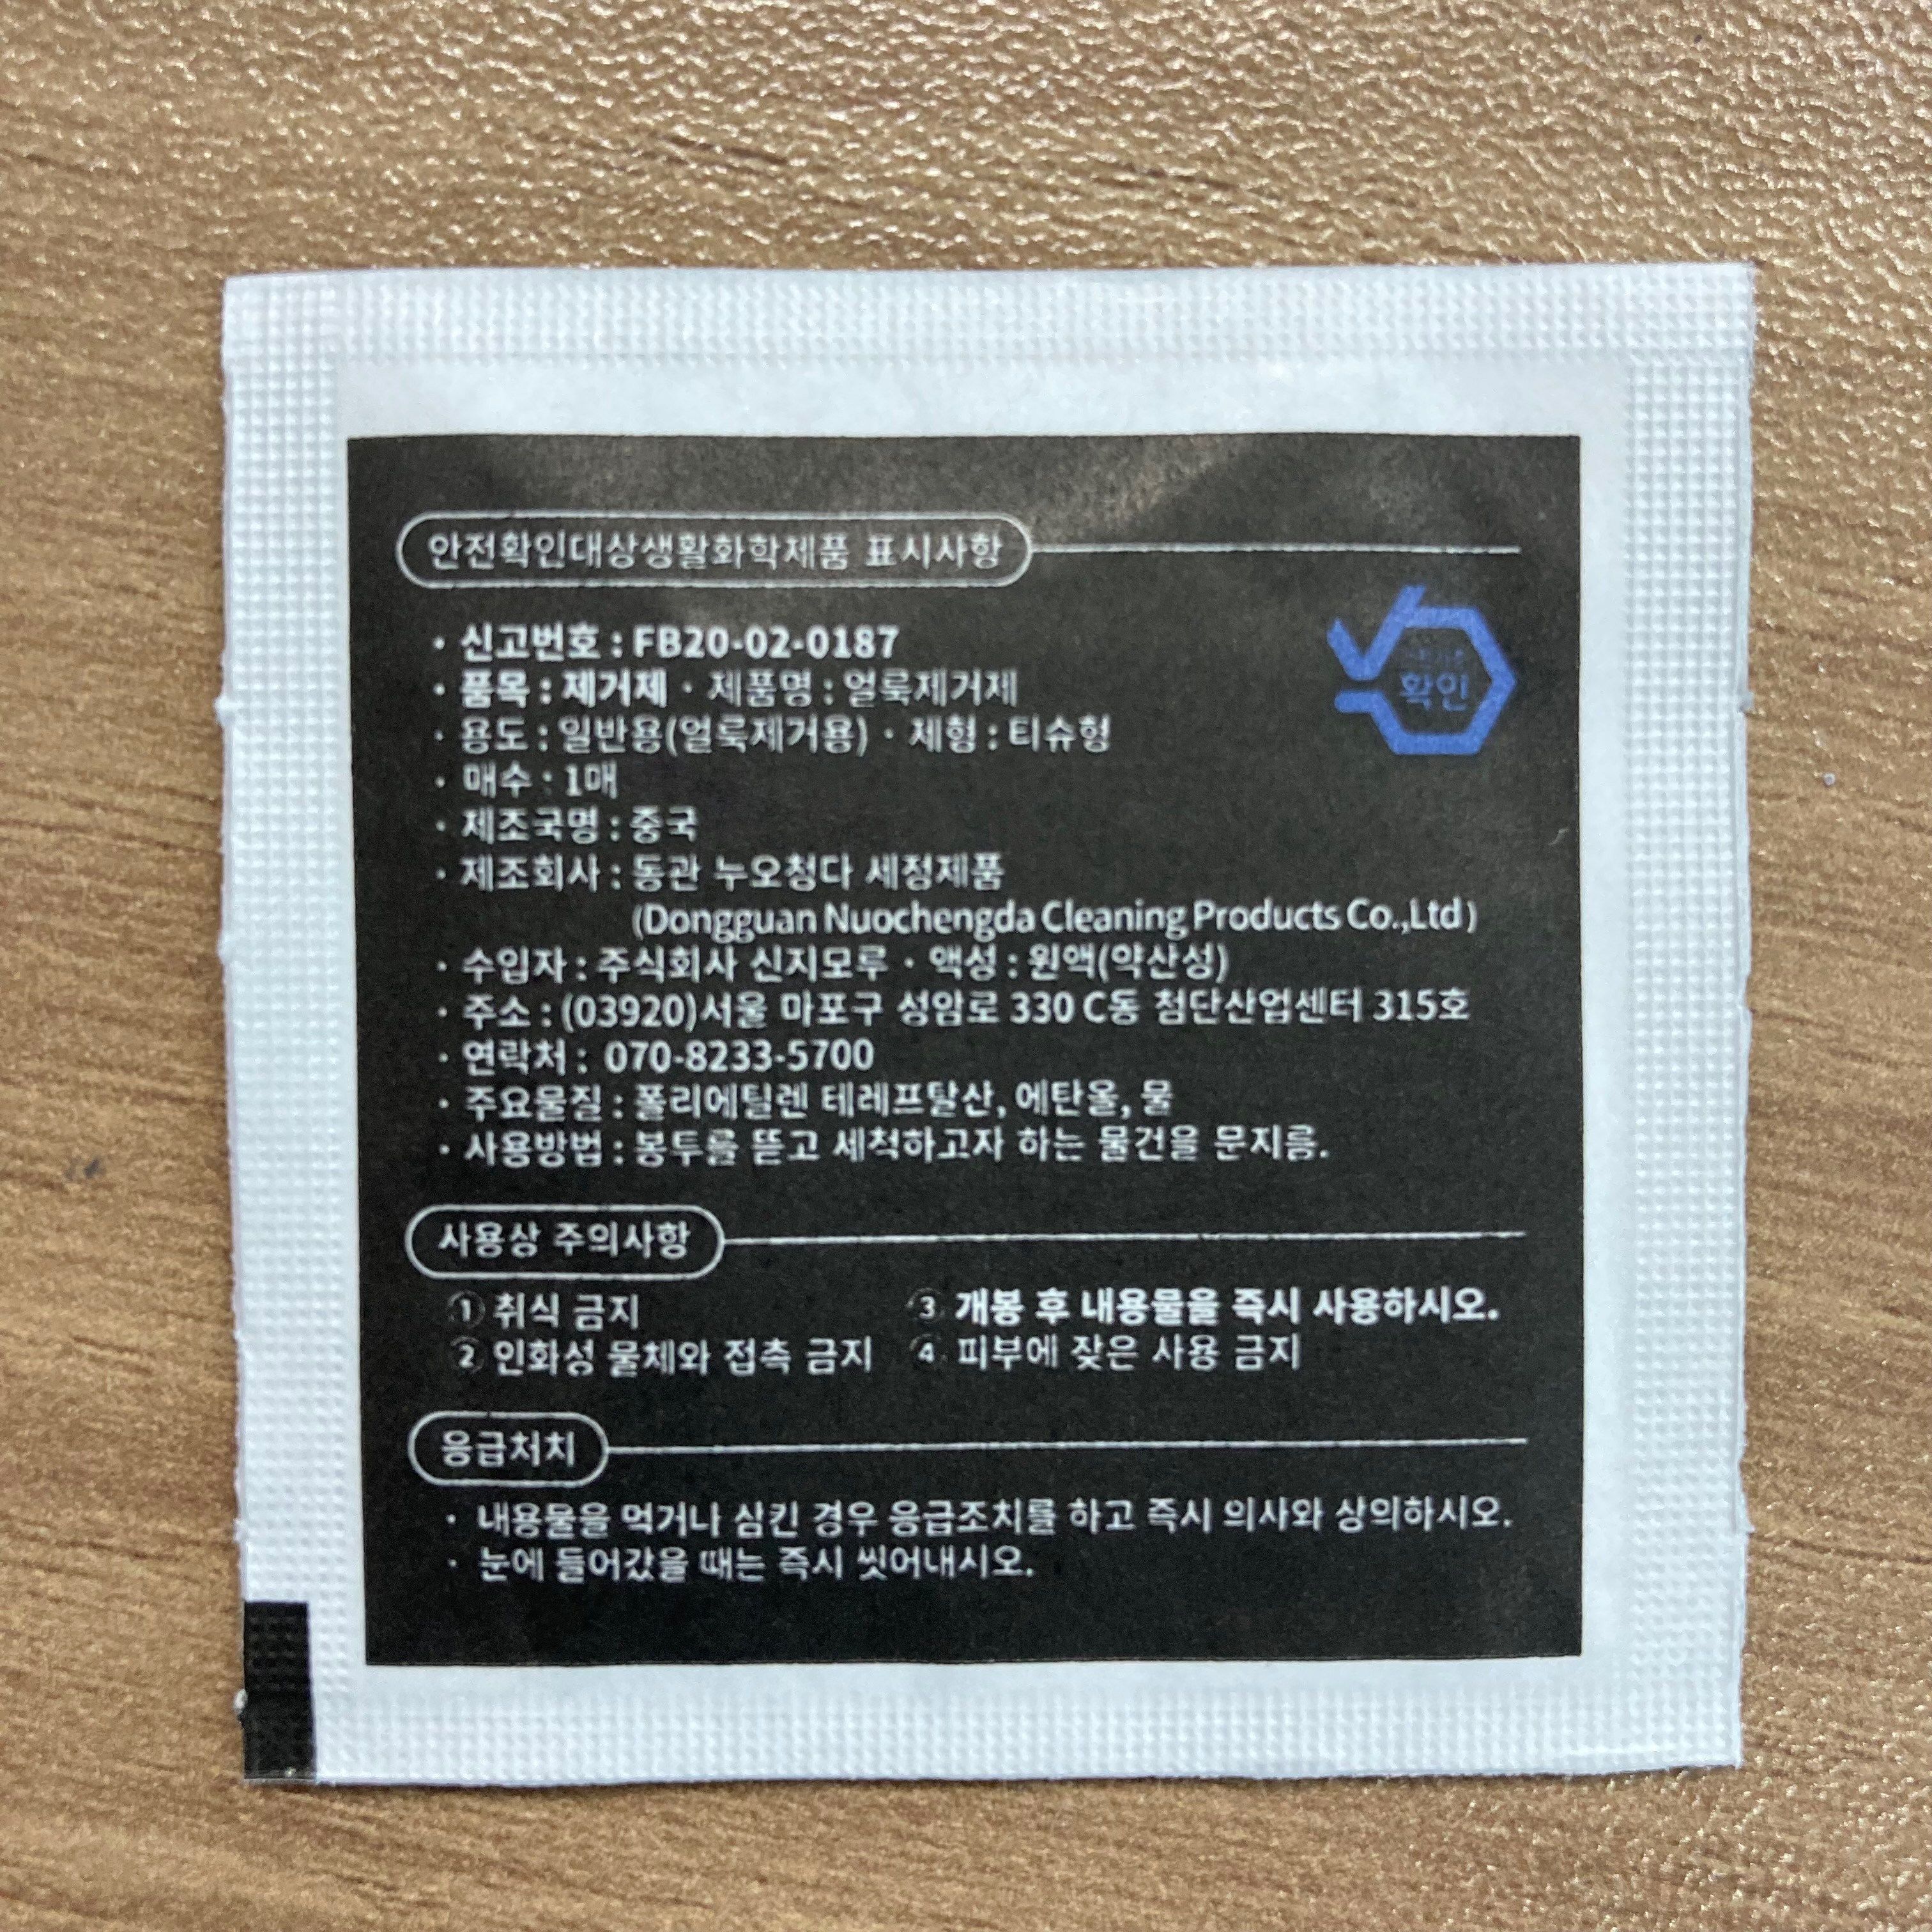 안전확인대상생활화학제품 표시사항
· 신고번호 : FB20-02-0187
· 품목 : 제거제 · 제품명 : 얼룩제거제
· 용도 : 일반용(얼룩제거용) · 제형 : 티슈형
· 매수 : 1매
· 제조국명 : 중국
· 제조회사 : 동관 누오청다 세정제품
(Dongguan Nuochengda Cleaning Products Co.,Ltd)
· 수입자 : 주식회사 신지모루 · 액성 : 원액(약산성)
· 주소 : (03920)서울 마포구 성암로 330 C동 첨단산업센터 315호
· 연락처 : 070-8233-5700
· 주요물질 : 폴리에틸렌 테레프탈산, 에탄올, 물
· 사용방법 : 봉투를 뜯고 세척하고자 하는 물건을 문지름.
확인
사용상 주의사항
① 취식 금지
② 인화성 물체와 접촉 금지
③ 개봉 후 내용물을 즉시 사용하시오.
④ 피부에 잦은 사용 금지
응급처치
· 내용물을 먹거나 삼킨 경우 응급조치를 하고 즉시 의사와 상의하시오.
· 눈에 들어갔을 때는 즉시 씻어내시오.